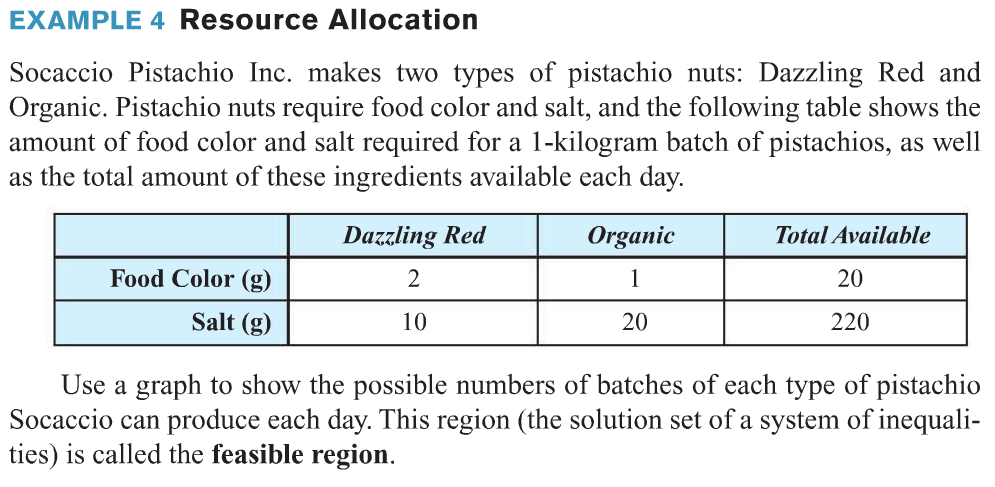 EXAMPLE 4 Resource Allocation
Socaccio Pistachio Inc. makes two types of pistachio nuts: Dazzling Red and
Organic. Pistachio nuts require food color and salt, and the following table shows the
amount of food color and salt required for a 1-kilogram batch of pistachios, as well
as the total amount of these ingredients available each day.
Dazzling Red Organic Total Available
Food Color (g) 2 1 20
Salt (g) 10 20 220
Use a graph to show the possible numbers of batches of each type of pistachio
Socaccio can produce each day. This region (the solution set of a system of inequali-
ties) is called the feasible region.